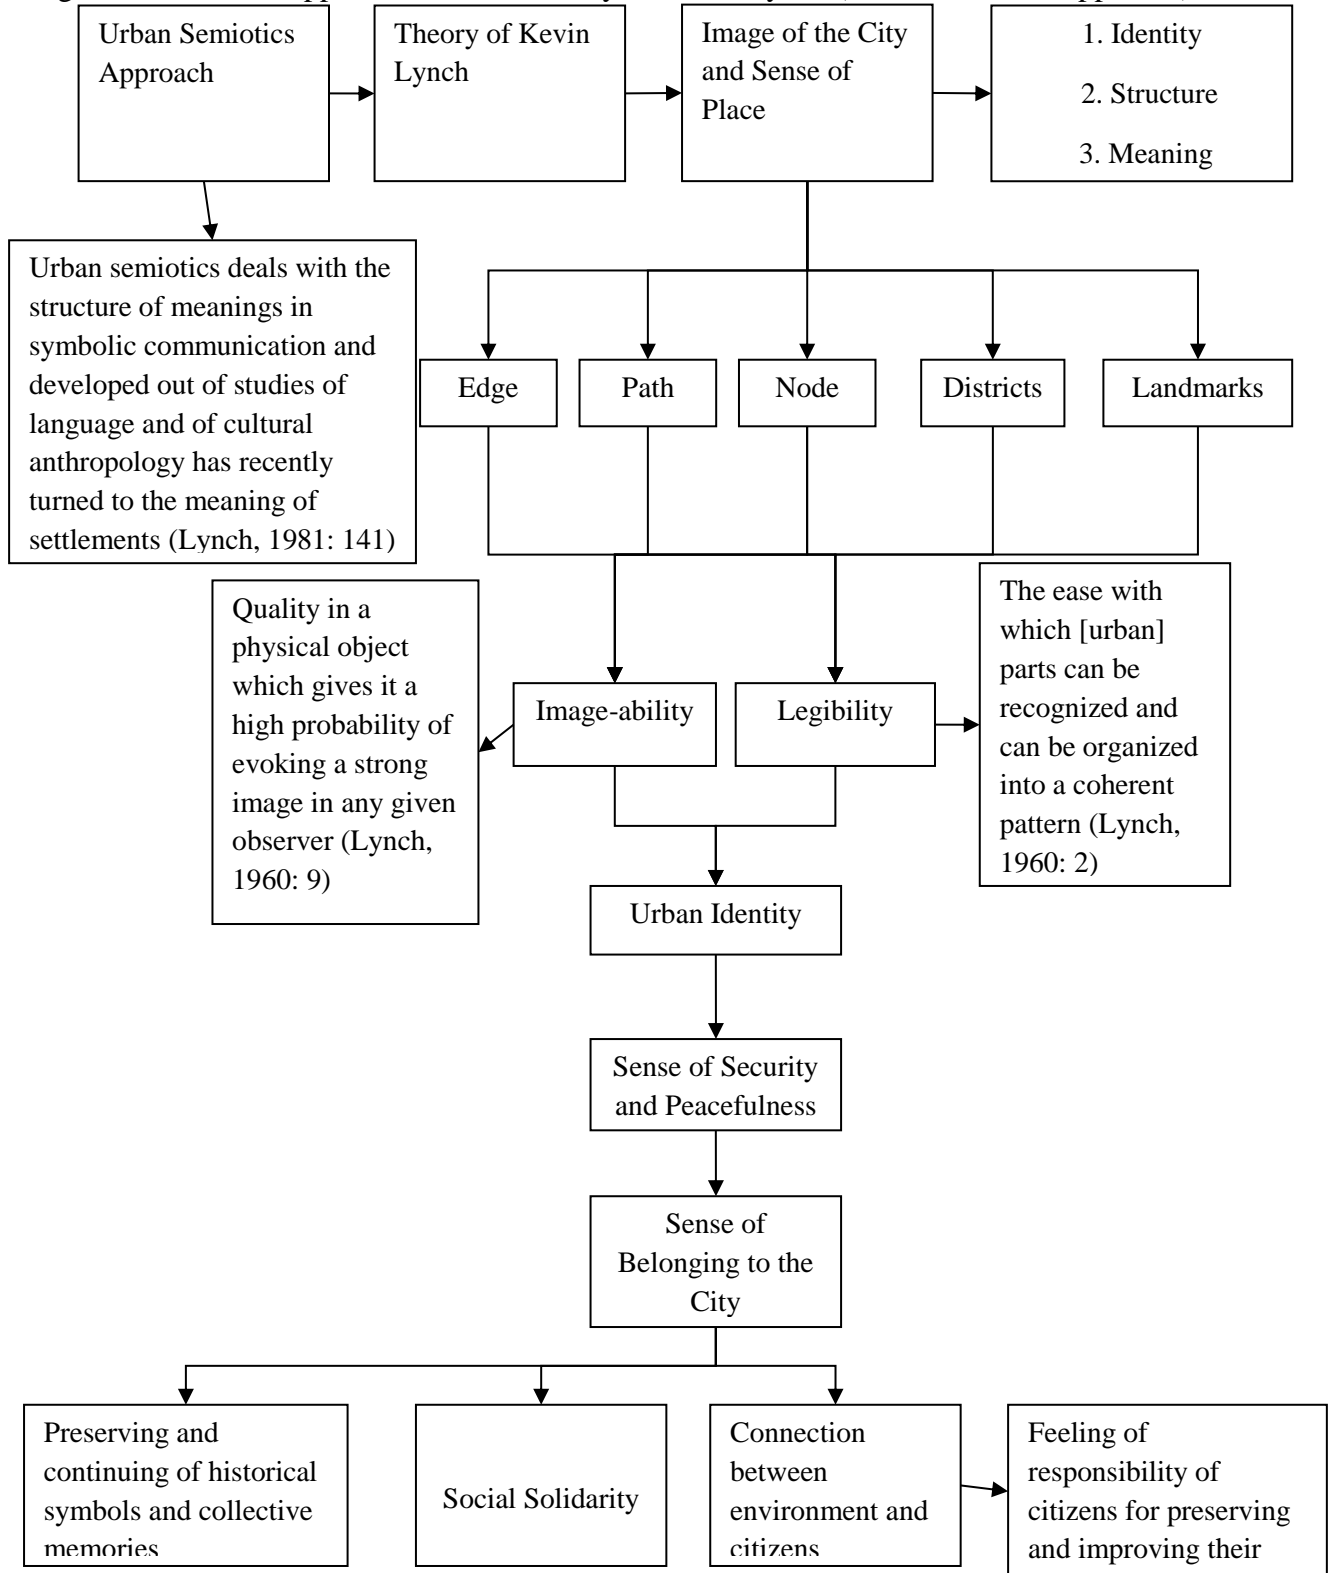 Urban Semiotics
Approach
Theory of Kevin
Lynch
Image of the City
and Sense of
Place
1. Identity
2. Structure
3. Meaning
Urban semiotics deals with the
structure of meanings in
symbolic communication and
developed out of studies of
language and of cultural
anthropology has recently
turned to the meaning of
settlements (Lynch, 1981: 141)
Edge
Path
Node
Districts
Landmarks
Quality in a
physical object
which gives it a
high probability of
evoking a strong
image in any given
observer (Lynch,
1960: 9)
The ease with
which [urban]
parts can be
recognized and
can be organized
into a coherent
pattern (Lynch,
1960: 2)
Image-ability
Legibility
Urban Identity
Sense of Security
and Peacefulness
Sense of
Belonging to the
City
Preserving and
continuing of historical
symbols and collective
memories
Social Solidarity
Connection
between
environment and
citizens
Feeling of
responsibility of
citizens for preserving
and improving their